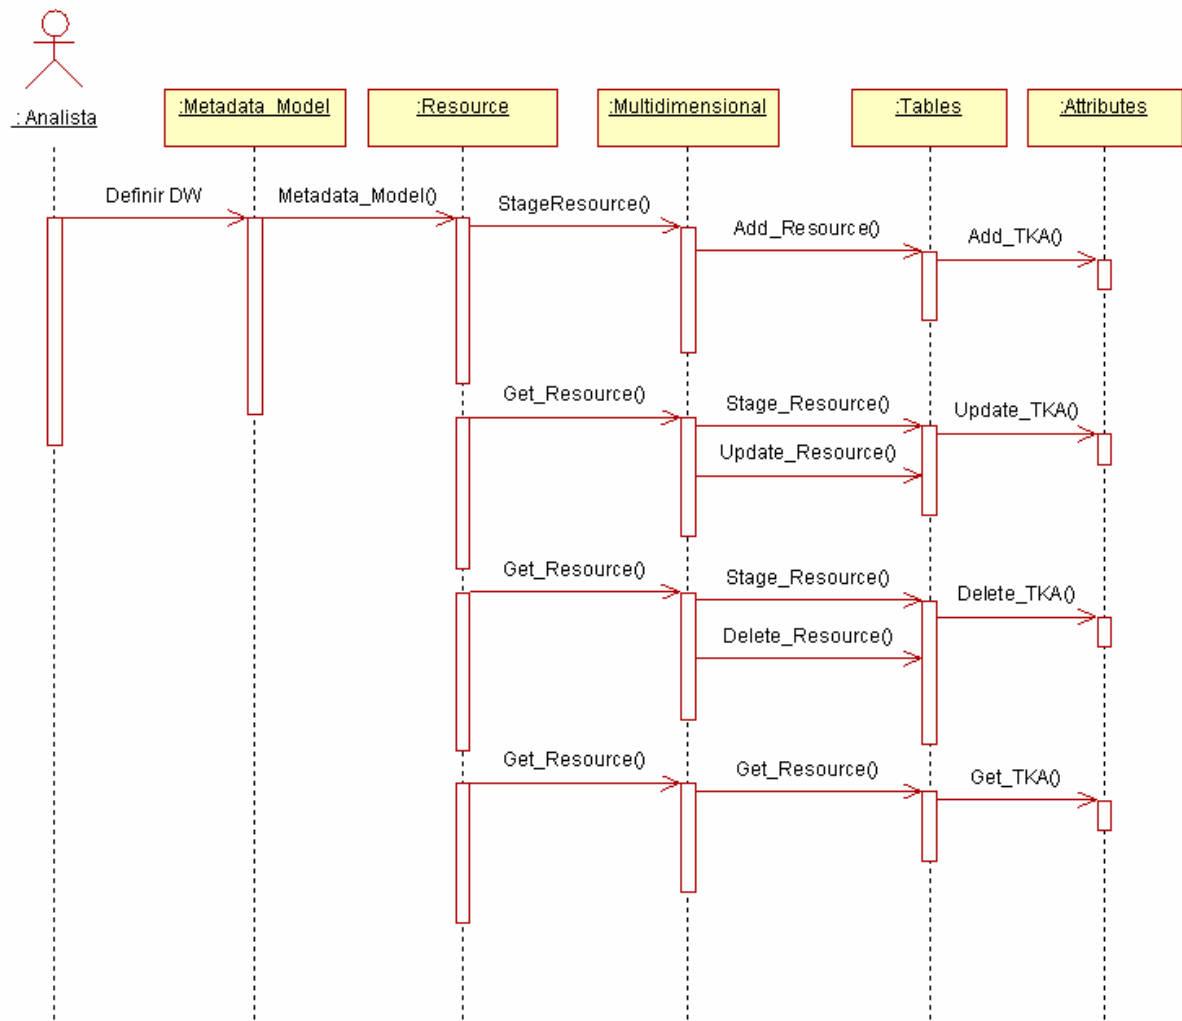 : Analista
:Metadata_Model
:Resource
:Multidimensional
:Tables
:Attributes
Definir DW
Metadata_Model()
StageResource()
Add_Resource()
Add_TKA()
Get_Resource()
Stage_Resource()
Update_TKA()
Update_Resource()
Get_Resource()
Stage_Resource()
Delete_TKA()
Delete_Resource()
Get_Resource()
Get_Resource()
Get_TKA()